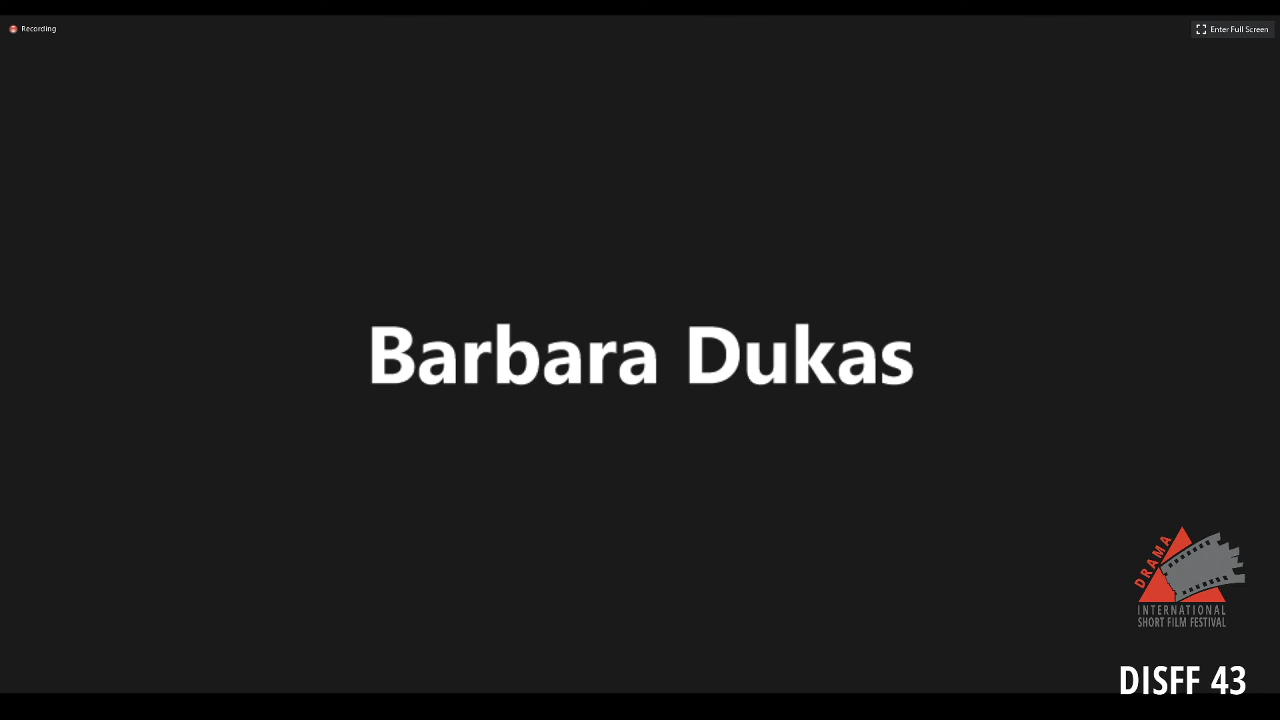 Recording
Enter Full Screen
Barbara Dukas
DRAMA
INTERNATIONAL
SHORT FILM FESTIVAL
DISFF 43